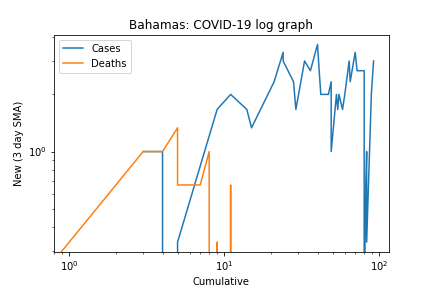 Bahamas: COVID-19 log graph
Cases
Deaths
New (3 day SMA)
10⁰
10⁰
10¹
10²
Cumulative